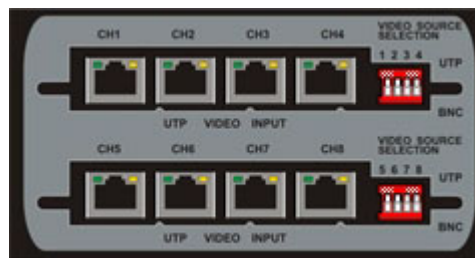 CH1 CH2 CH3 CH4 VIDEO SOURCE
SELECTION
1 2 3 4 UTP
BNC
UTP VIDEO INPUT
CH5 CH6 CH7 CH8 VIDEO SOURCE
SELECTION
5 6 7 8 UTP
BNC
UTP VIDEO INPUT